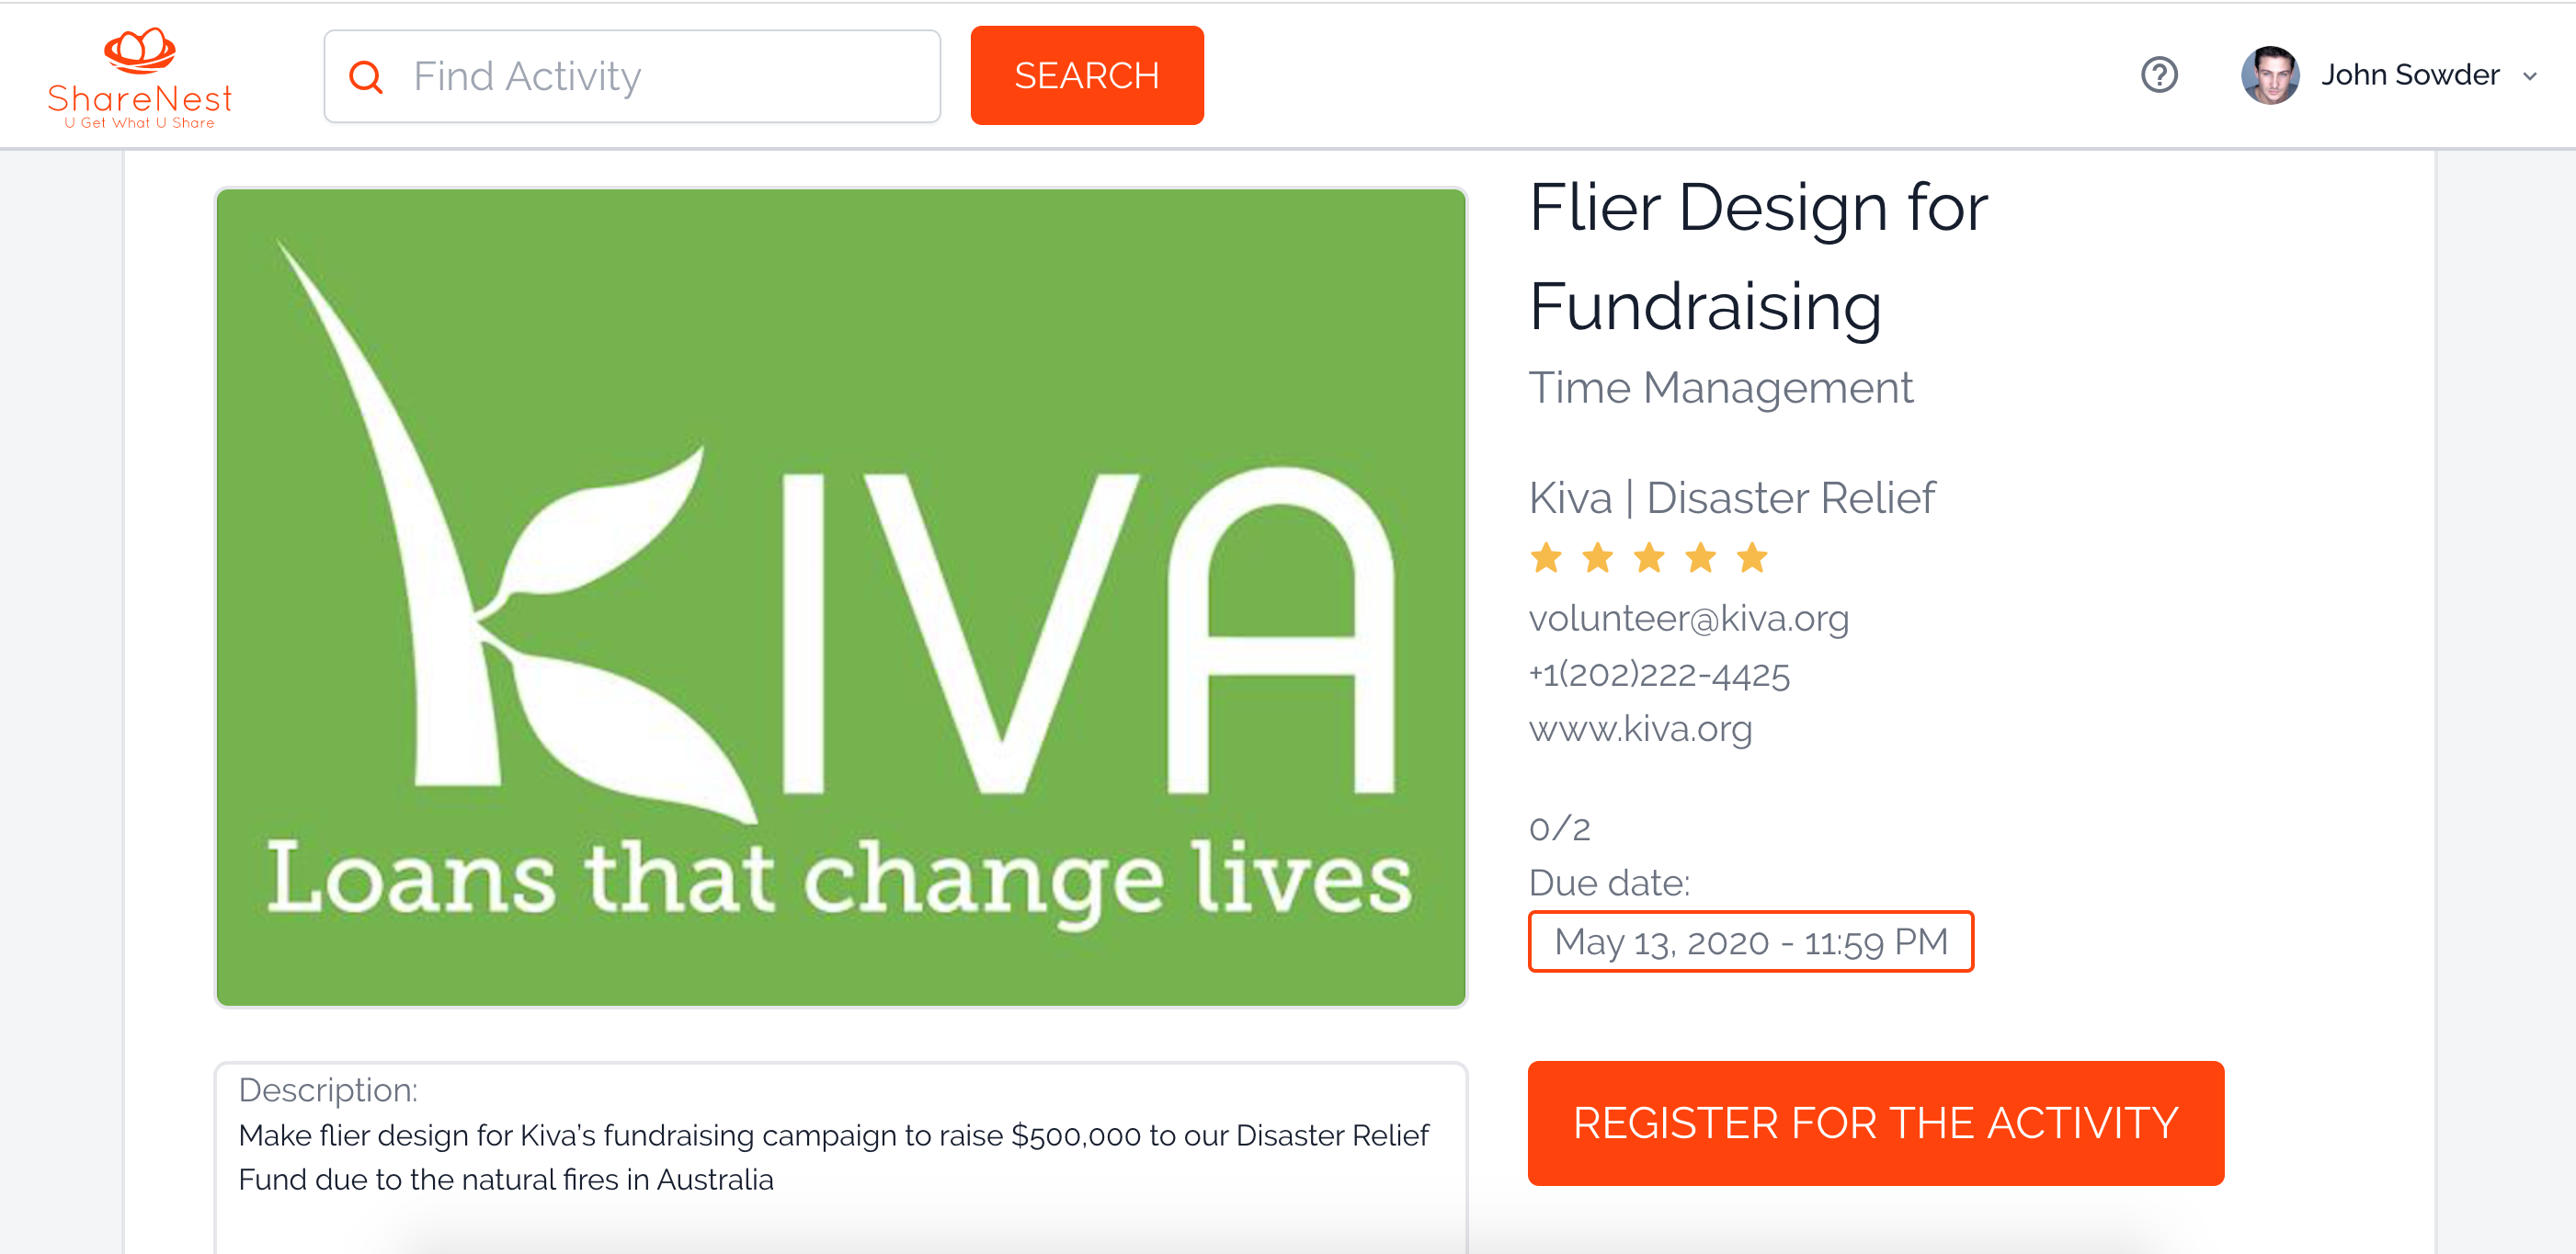 ShareNest
U Get What U Share
Find Activity
SEARCH
John Sowder
KIVA
Loans that change lives
Flier Design for
Fundraising
Time Management
Kiva | Disaster Relief
volunteer@kiva.org
+1(202)222-4425
www.kiva.org
0/2
Due date:
May 13, 2020 - 11:59 PM
Description:
Make flier design for Kiva’s fundraising campaign to raise $500,000 to our Disaster Relief
Fund due to the natural fires in Australia
REGISTER FOR THE ACTIVITY